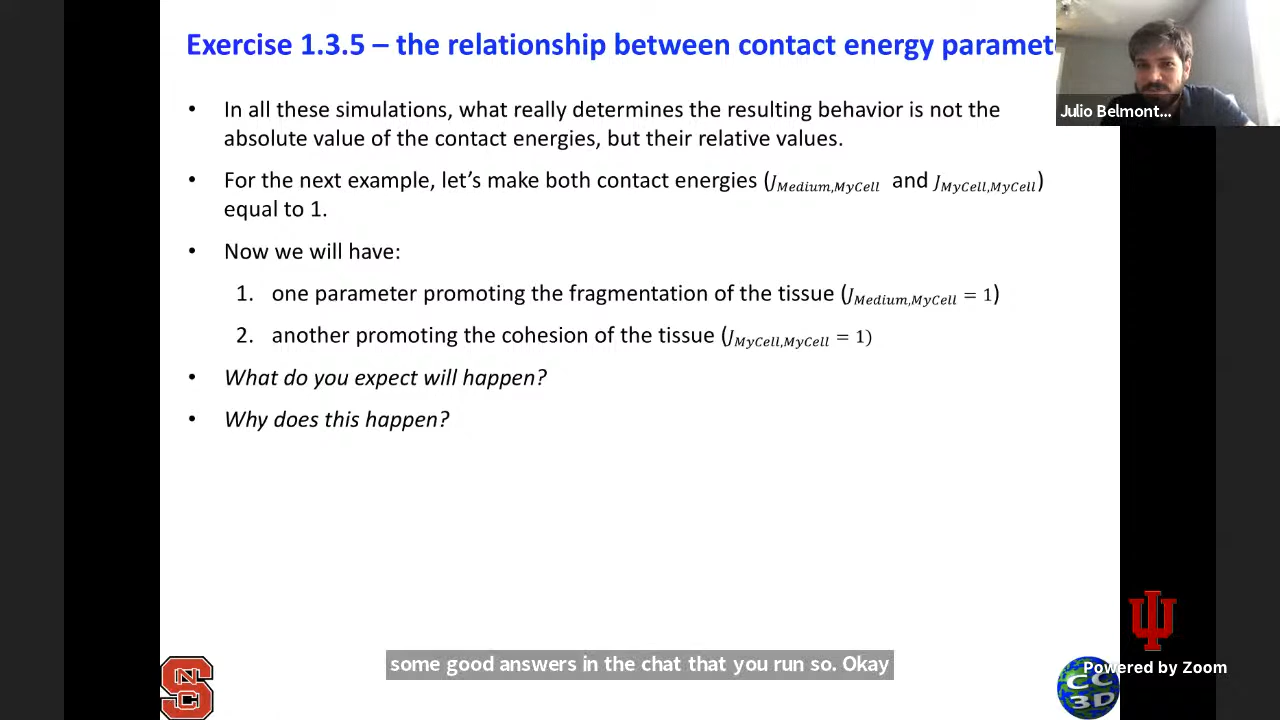 Exercise 1.3.5 – the relationship between contact energy paramet
Julio Belmont...
• In all these simulations, what really determines the resulting behavior is not the
absolute value of the contact energies, but their relative values.
• For the next example, let's make both contact energies (J_Medium,MyCell and J_MyCell,MyCell)
equal to 1.
• Now we will have:
1. one parameter promoting the fragmentation of the tissue (J_Medium,MyCell = 1)
2. another promoting the cohesion of the tissue (J_MyCell,MyCell = 1)
• What do you expect will happen?
• Why does this happen?
some good answers in the chat that you run so. Okay
Powered by Zoom
CC
3D